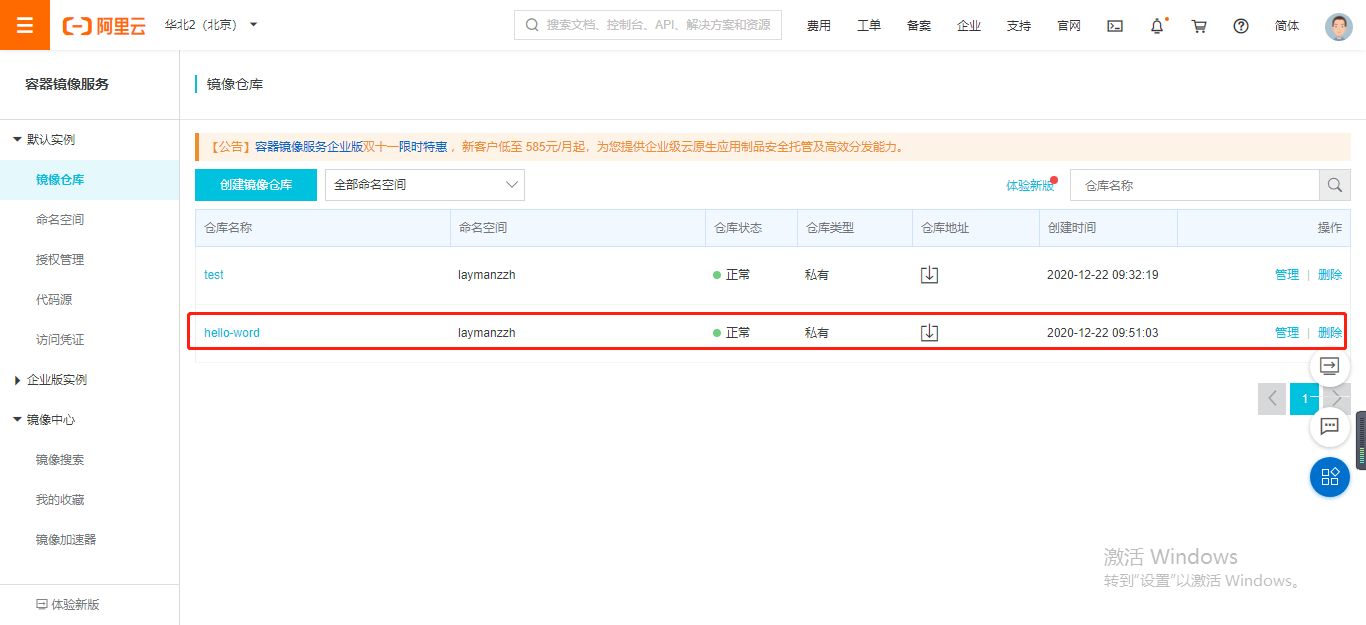 阿里云 华北2（北京） 搜索文档、控制台、API、解决方案和资源 费用 工单 备案 企业 支持 官网 简体
容器镜像服务
镜像仓库
默认实例
镜像仓库
命名空间
授权管理
代码源
访问凭证
企业版实例
镜像中心
镜像搜索
我的收藏
镜像加速器
体验新版
【公告】容器镜像服务企业版双十一限时特惠 ，新客户低至 585元/月起，为您提供企业级云原生应用制品安全托管及高效分发能力。
创建镜像仓库 全部命名空间 体验新版 仓库名称
仓库名称 命名空间 仓库状态 仓库类型 仓库地址 创建时间 操作
test laymanzzh 正常 私有 2020-12-22 09:32:19 管理 | 删除
hello-word laymanzzh 正常 私有 2020-12-22 09:51:03 管理 | 删除
1
激活 Windows
转到"设置"以激活 Windows。